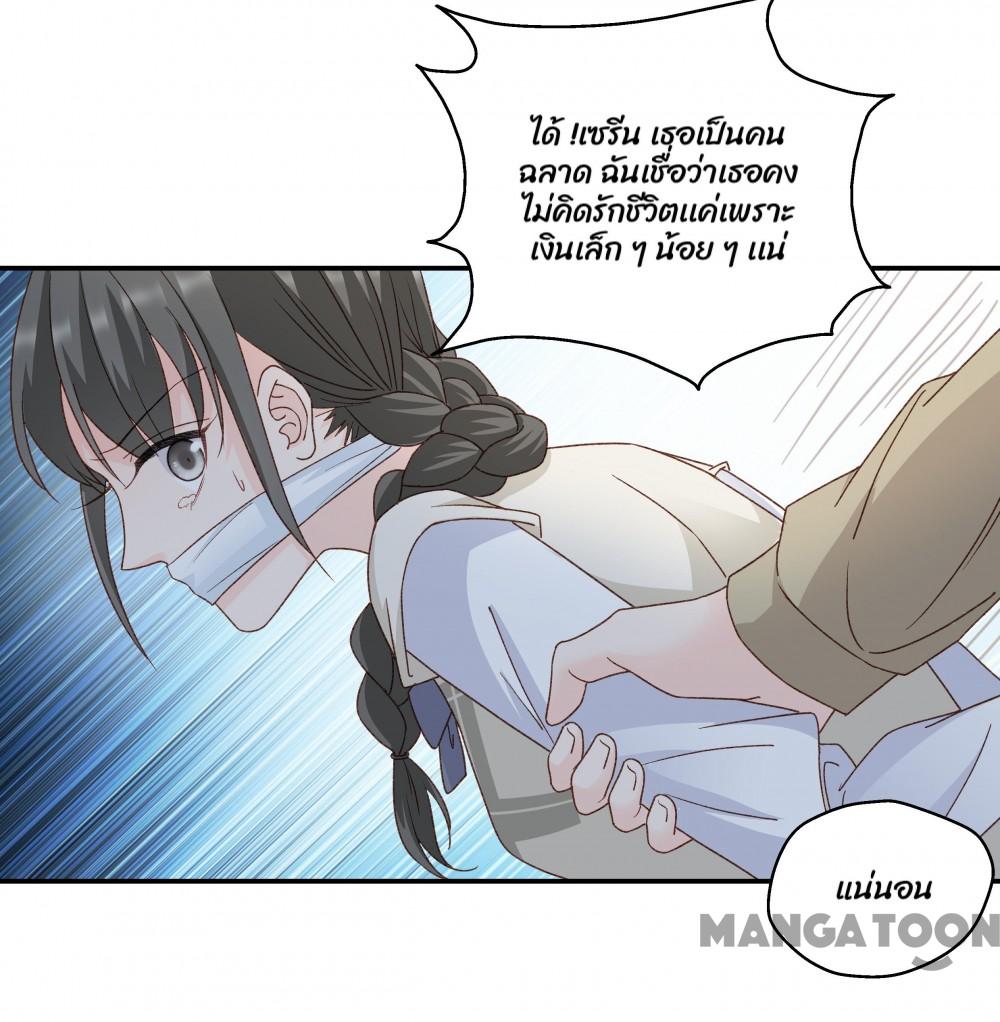 ได้ !เซรีน เธอเป็นคน
ฉลาด ฉันเชื่อว่าเธอคง
ไม่คิดรักชีวิตแค่เพราะ
เงินเล็ก ๆ น้อย ๆ แน่
แน่นอน
MANGATOON